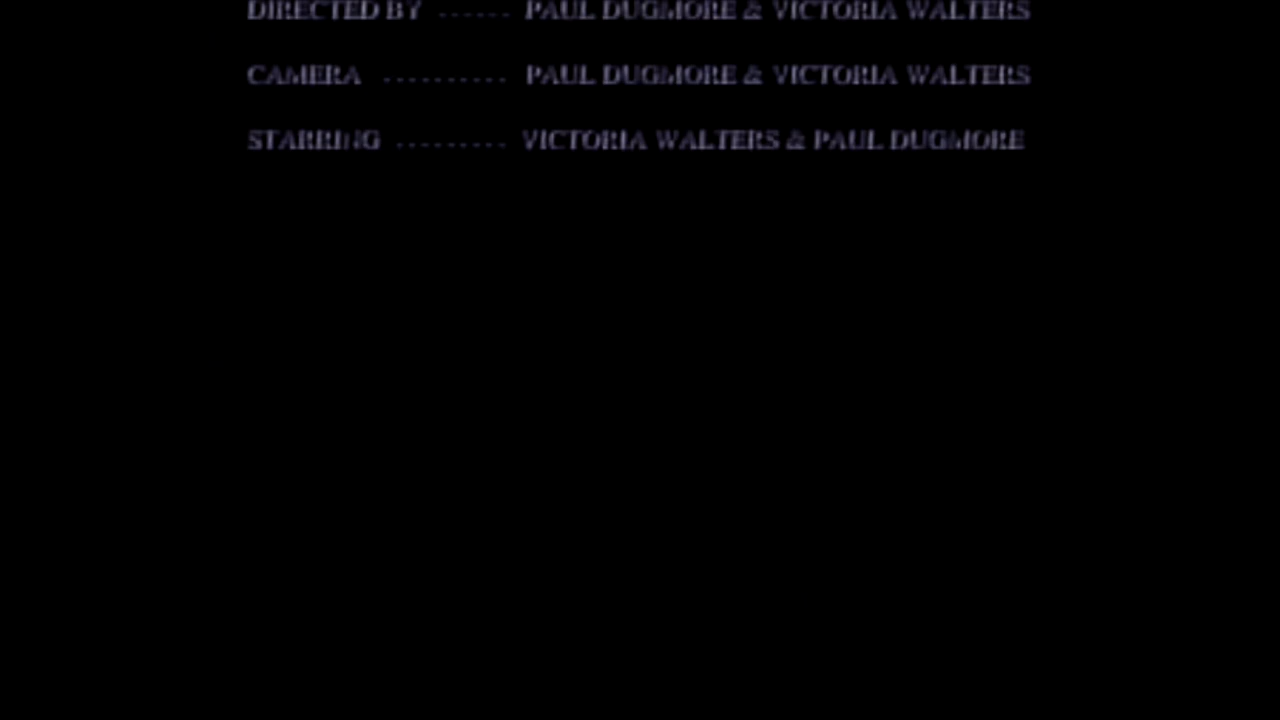 DIRECTED BY ------ PAUL DUGMORE & VICTORIA WALTERS
CAMERA ---------- PAUL DUGMORE & VICTORIA WALTERS
STARRING --------- VICTORIA WALTERS & PAUL DUGMORE